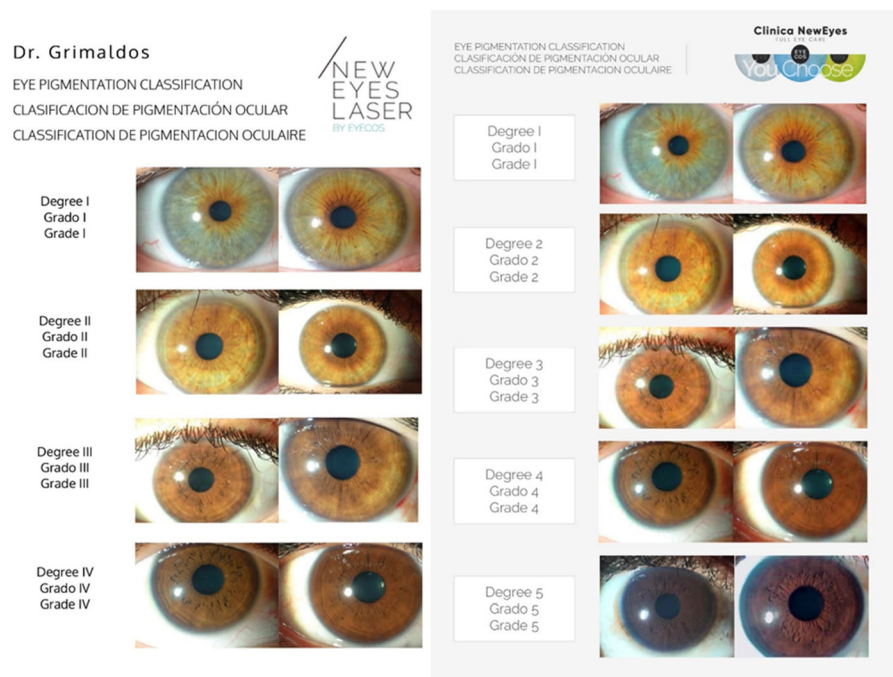 Dr. Grimaldos
EYE PIGMENTATION CLASSIFICATION
CLASIFICACION DE PIGMENTACIÓN OCULAR
CLASSIFICATION DE PIGMENTACION OCULAIRE
NEW
EYES
LASER
BY EYECOS
Degree I
Grado I
Grade I
Degree II
Grado II
Grade II
Degree III
Grado III
Grade III
Degree IV
Grado IV
Grade IV
EYE PIGMENTATION CLASSIFICATION
CLASIFICACIÓN DE PIGMENTACIÓN OCULAR
CLASSIFICATION DE PIGMENTACION OCULAIRE
Clinica NewEyes
FULL EYE CARE
EYE
COS
You Choose
Degree I
Grado I
Grade I
Degree 2
Grado 2
Grade 2
Degree 3
Grado 3
Grade 3
Degree 4
Grado 4
Grade 4
Degree 5
Grado 5
Grade 5